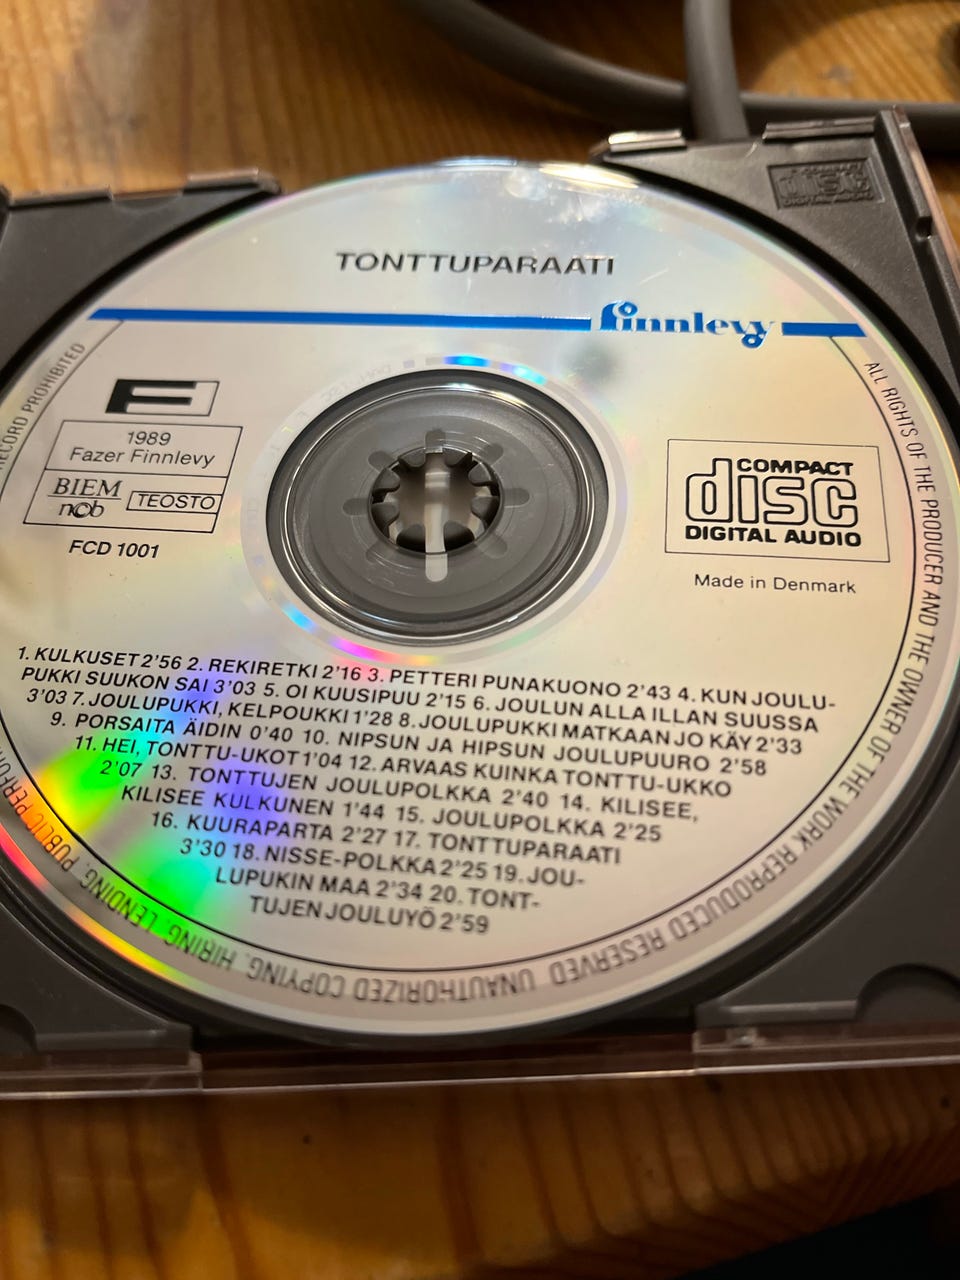 TONTTUPARAATI
finnlevy
F
1989
Fazer Finnlevy
BIEM
ncb
TEOSTO
FCD 1001
COMPACT
disc
DIGITAL AUDIO
Made in Denmark
1. KULKUSET 2'56 2. REKIRETKI 2'16 3. PETTERI PUNAKUONO 2'43 4. KUN JOULU-
PUKKI SUUKON SAI 3'03 5. OI KUUSIPUU 2'15 6. JOULUN ALLA ILLAN SUUSSA
3'03 7. JOULUPUKKI, KELPOUKKI 1'28 8. JOULUPUKKI MATKAAN JO KÄY 2'33
9. PORSAITA ÄIDIN 0'40 10. NIPSUN JA HIPSUN JOULUPUURO 2'58
11. HEI, TONTTU-UKOT 1'04 12. ARVAAS KUINKA TONTTU-UKKO
2'07 13. TONTTUJEN JOULUPOLKKA 2'40 14. KILISEE,
KILISEE KULKUNEN 1'44 15. JOULUPOLKKA 2'25
16. KUURAPARTA 2'27 17. TONTTUPARAATI
3'30 18. NISSE-POLKKA 2'25 19. JOU-
LUPUKIN MAA 2'34 20. TONT-
TUJEN JOULUYÖ 2'59
ALL RIGHTS OF THE PRODUCER AND THE OWNER OF THE WORK REPRODUCED RESERVED UNAUTHORIZED COPYING, HIRING, LENDING, PUBLIC RECORD PROHIBITED
COMPACT
disc
DIGITAL AUDIO